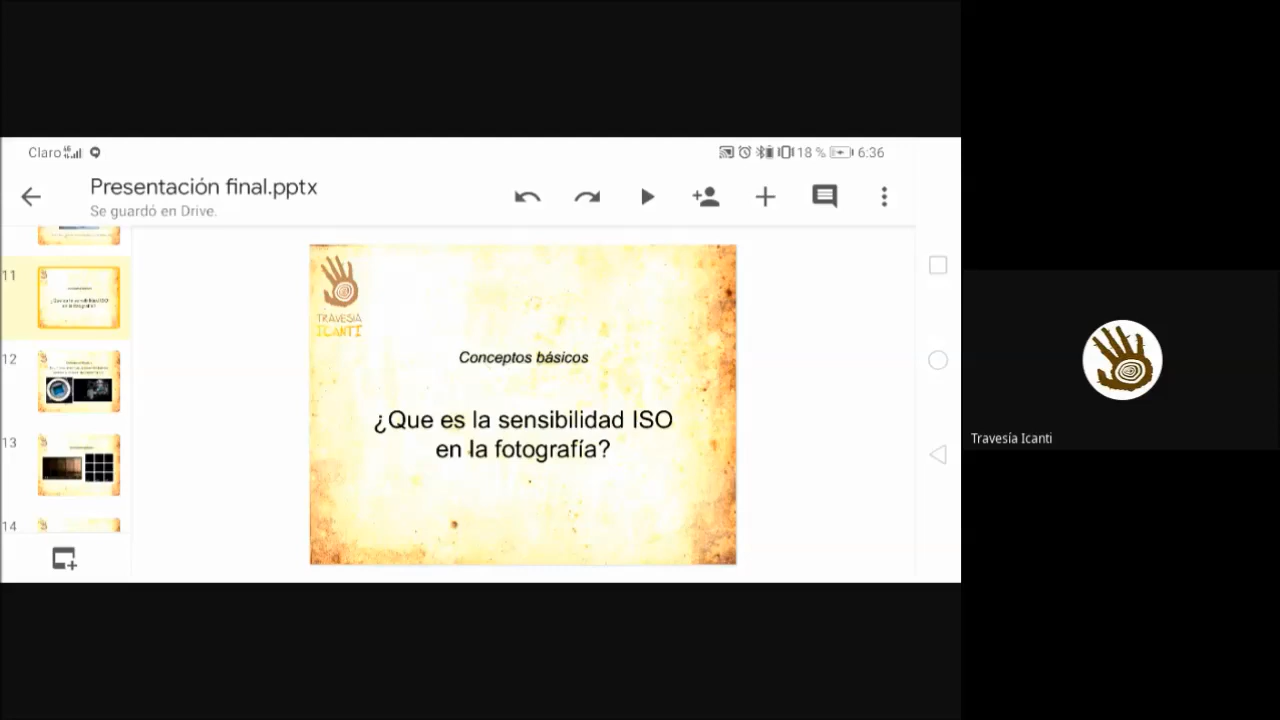 Claro
18 %
6:36
Presentación final.pptx
Se guardó en Drive.
11
12
13
14
TRAVESÍA
ICANTI
Conceptos básicos
¿Que es la sensibilidad ISO
en la fotografía?
Travesía Icanti